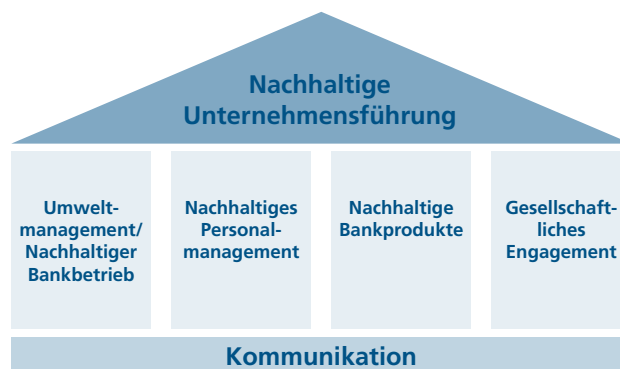 Nachhaltige
Unternehmensführung
Umwelt-
management/
Nachhaltiger
Bankbetrieb
Nachhaltiges
Personal-
management
Nachhaltige
Bankprodukte
Gesellschaft-
liches
Engagement
Kommunikation